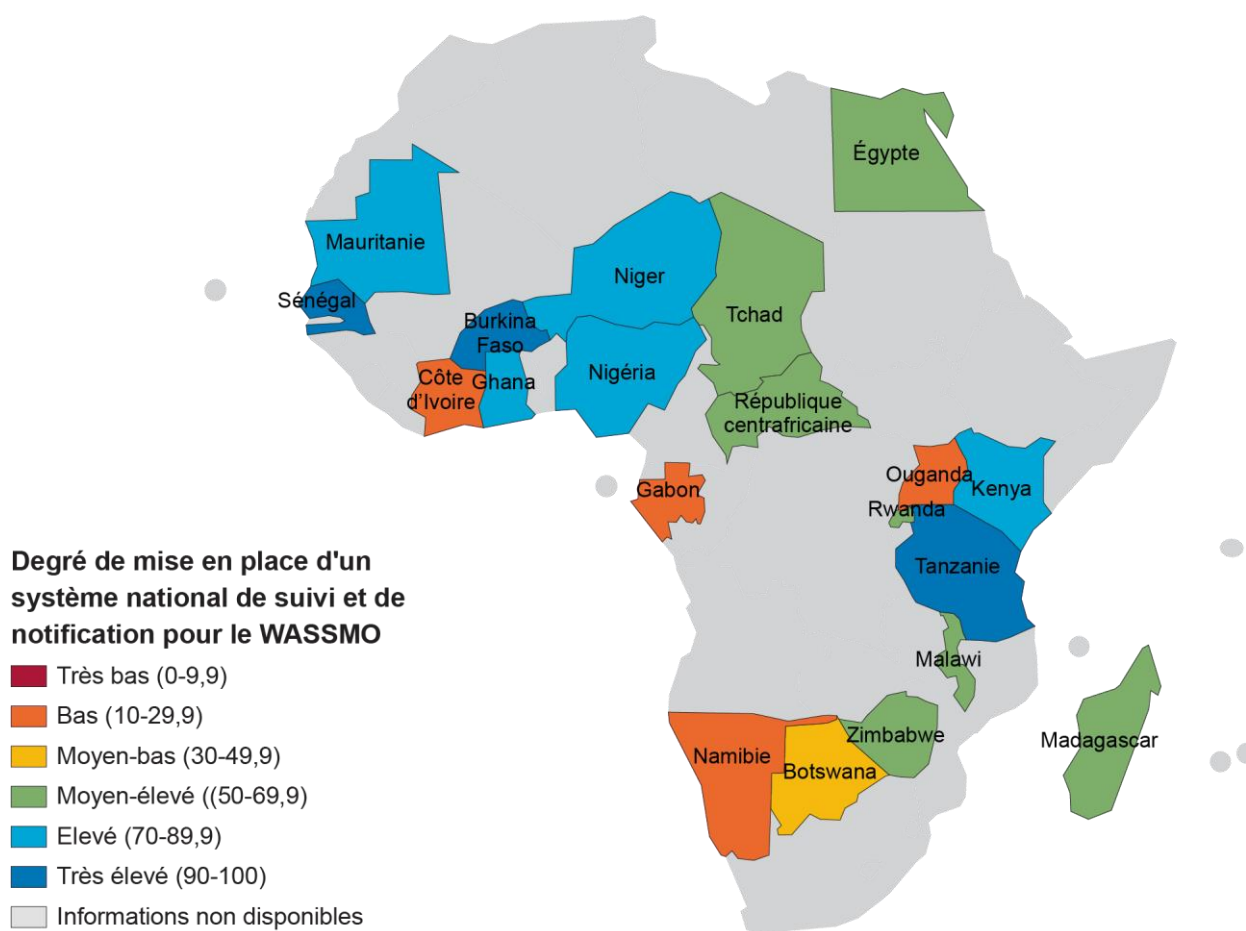 Égypte
Mauritanie
Niger
Sénégal
Tchad
Burkina
Faso
Côte
d'Ivoire
Ghana
Nigéria
République
centrafricaine
Ouganda
Gabon
Kenya
Rwanda
Tanzanie
Malawi
Zimbabwe
Madagascar
Namibie
Botswana
Degré de mise en place d'un
système national de suivi et de
notification pour le WASSMO
Très bas (0-9,9)
Bas (10-29,9)
Moyen-bas (30-49,9)
Moyen-élevé ((50-69,9)
Elevé (70-89,9)
Très élevé (90-100)
Informations non disponibles